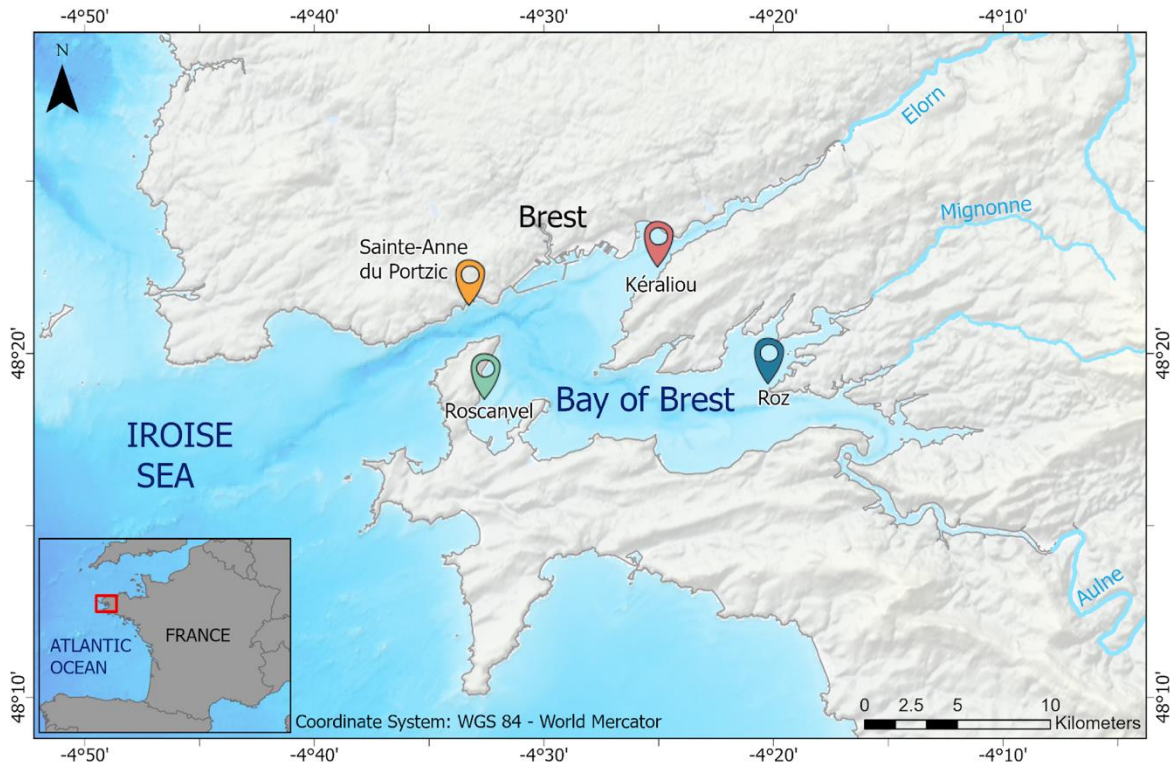 -4°50'
-4°40'
-4°30'
-4°20'
-4°10'
N
Elorn
Mignonne
Brest
Sainte-Anne
du Portzic
Kéraliou
48°20'
48°20'
Roscanvel
Bay of Brest
Roz
IROISE
SEA
Aulne
FRANCE
ATLANTIC
OCEAN
48°10'
48°10'
Coordinate System: WGS 84 - World Mercator
0 2.5 5 10
Kilometers
-4°50'
-4°40'
-4°30'
-4°20'
-4°10'